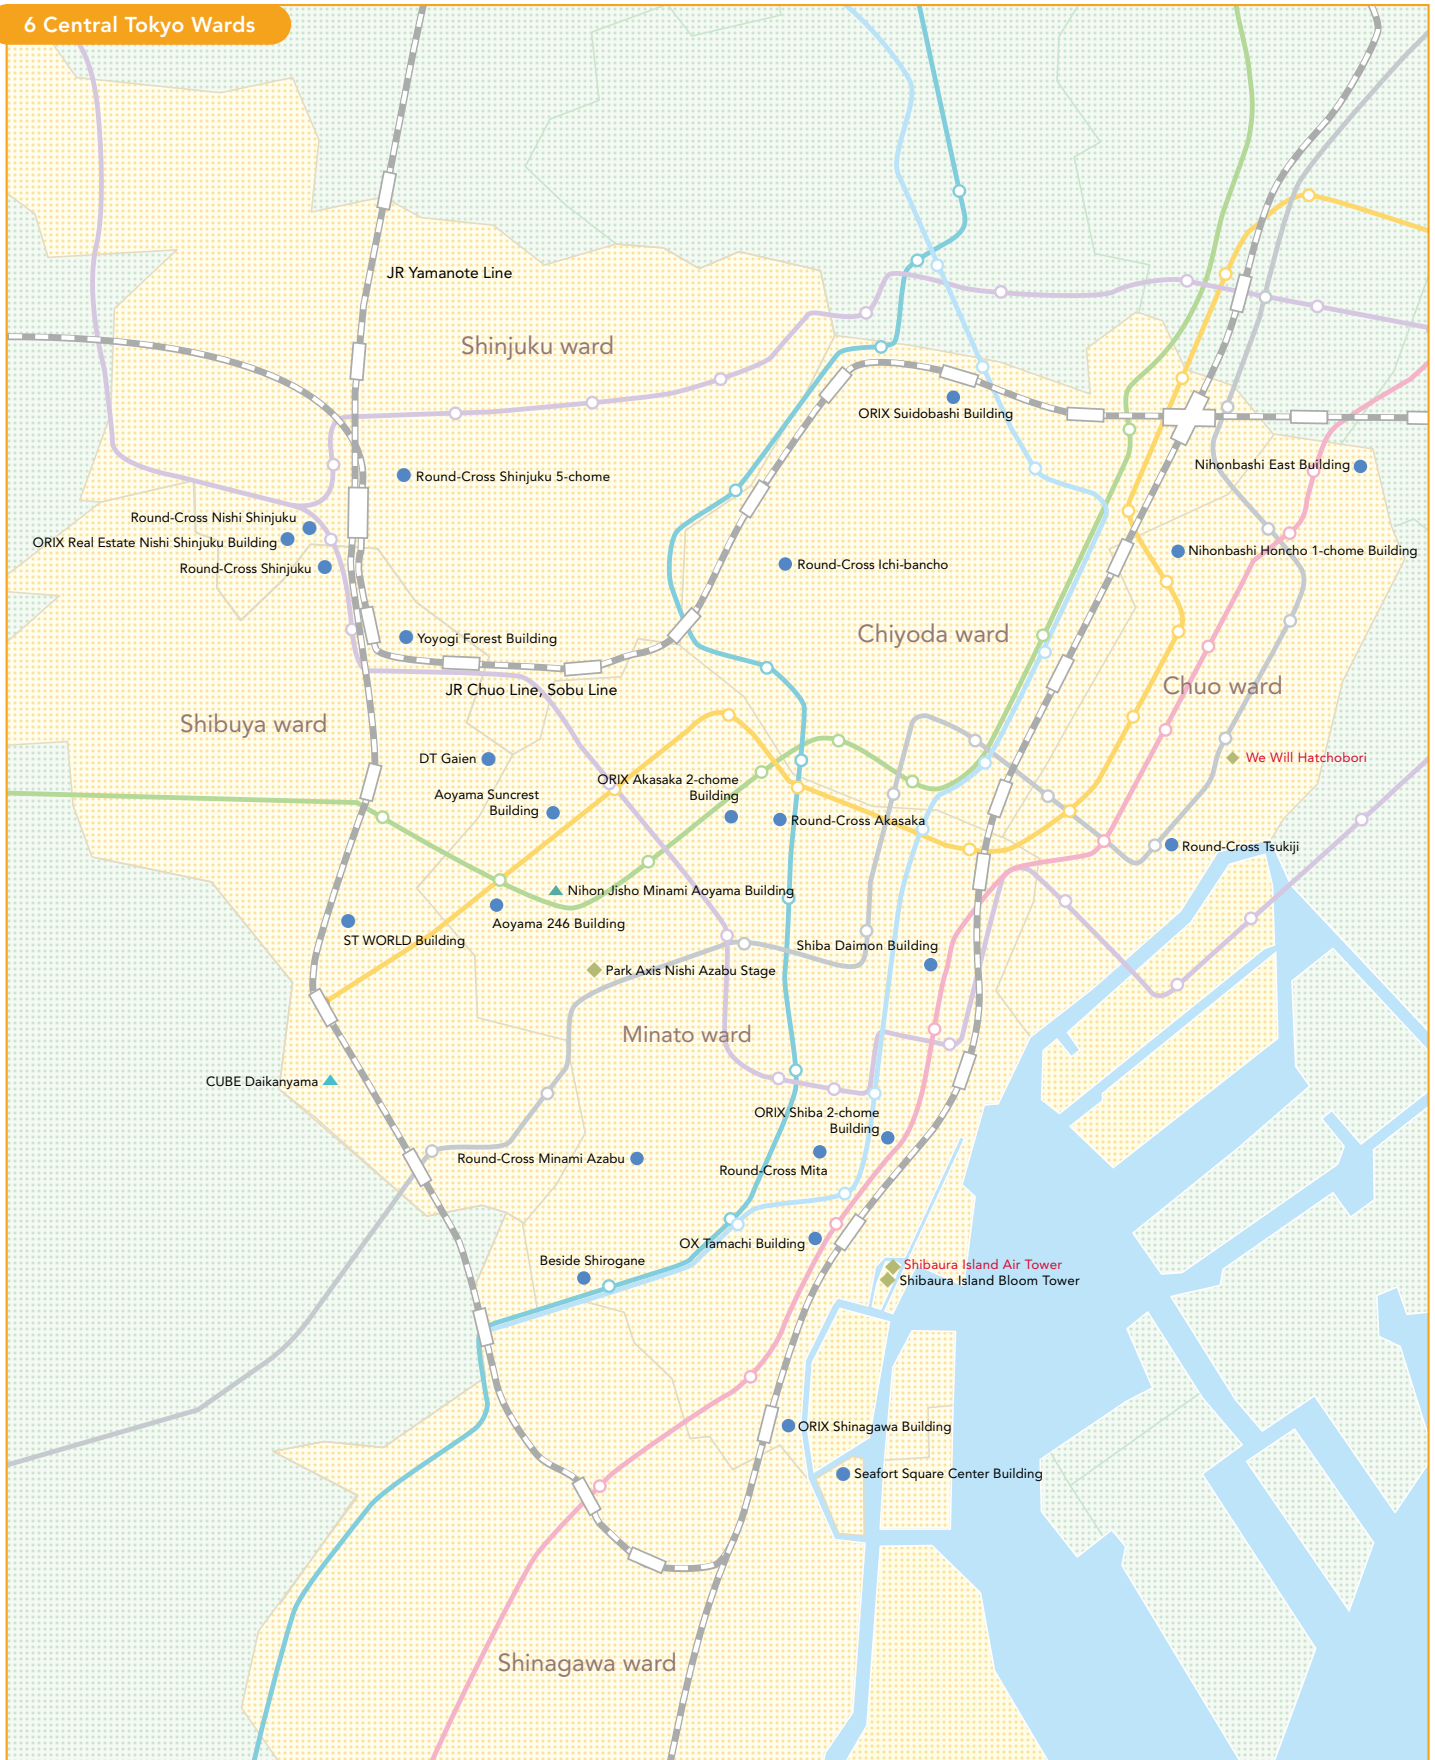 6 Central Tokyo Wards
JR Yamanote Line
Shinjuku ward
ORIX Suidobashi Building
Nihonbashi East Building
Round-Cross Shinjuku 5-chome
Round-Cross Nishi Shinjuku
ORIX Real Estate Nishi Shinjuku Building
Nihonbashi Honcho 1-chome Building
Round-Cross Shinjuku
Round-Cross Ichi-bancho
Chiyoda ward
Yoyogi Forest Building
JR Chuo Line, Sobu Line
Chuo ward
Shibuya ward
DT Gaien
We Will Hatchobori
ORIX Akasaka 2-chome
Building
Aoyama Suncrest
Building
Round-Cross Akasaka
Round-Cross Tsukiji
Nihon Jisho Minami Aoyama Building
Aoyama 246 Building
ST WORLD Building
Shiba Daimon Building
Park Axis Nishi Azabu Stage
Minato ward
CUBE Daikanyama
ORIX Shiba 2-chome
Building
Round-Cross Minami Azabu
Round-Cross Mita
OX Tamachi Building
Beside Shirogane
Shibaura Island Air Tower
Shibaura Island Bloom Tower
ORIX Shinagawa Building
Seafort Square Center Building
Shinagawa ward